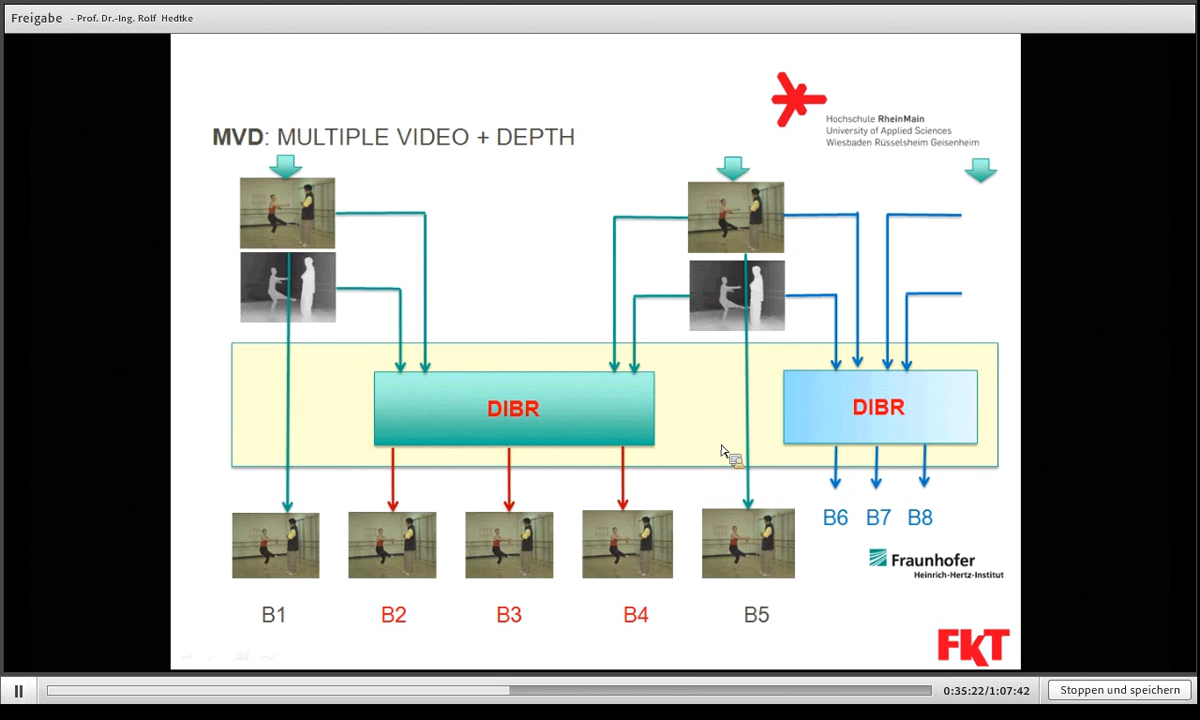 Freigabe - Prof. Dr.-Ing. Rolf Hedtke
Hochschule RheinMain
University of Applied Sciences
Wiesbaden Rüsselsheim Geisenheim
MVD: MULTIPLE VIDEO + DEPTH
DIBR
DIBR
B6 B7 B8
Fraunhofer
Heinrich-Hertz-Institut
B1 B2 B3 B4 B5
FKT
0:35:22/1:07:42
Stoppen und speichern